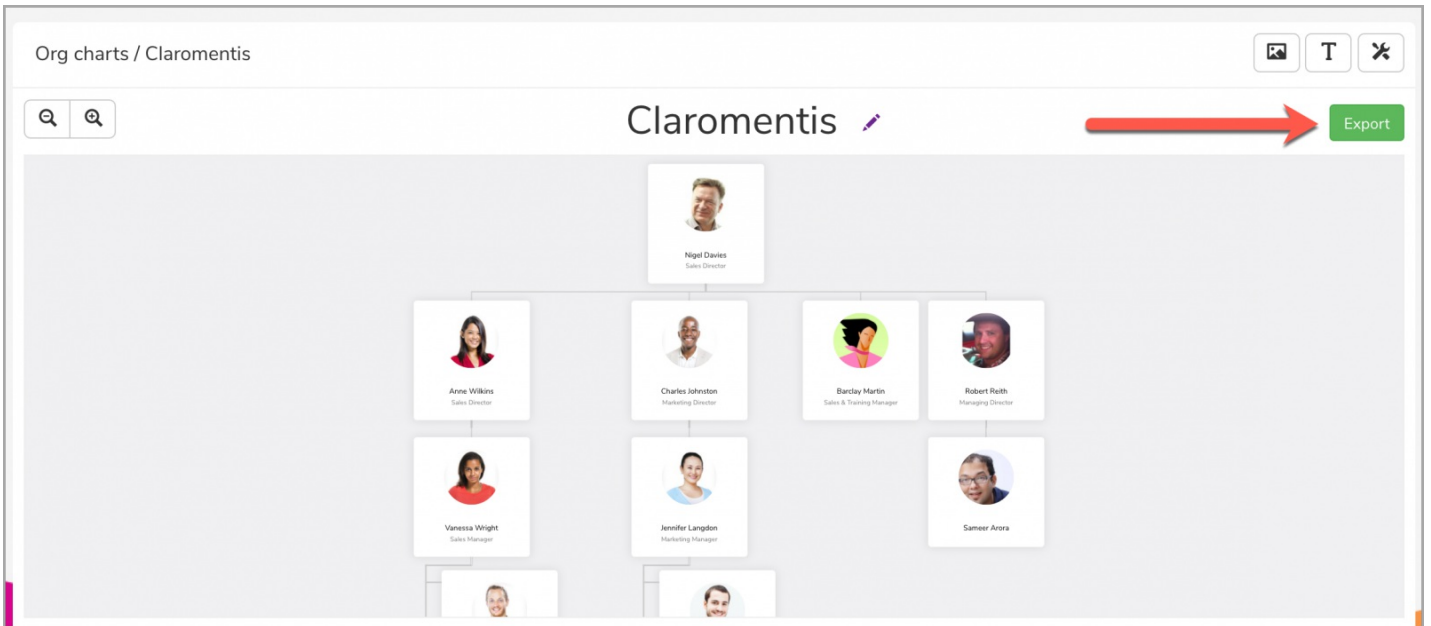 Org charts / Claromentis
T
Claromentis
Export
Nigel Davies
Sales Director
Anne Wilkins
Sales Director
Charles Johnston
Marketing Director
Barclay Martin
Sales & Training Manager
Robert Reith
Managing Director
Vanessa Wright
Sales Manager
Jennifer Langdon
Marketing Manager
Sameer Arora